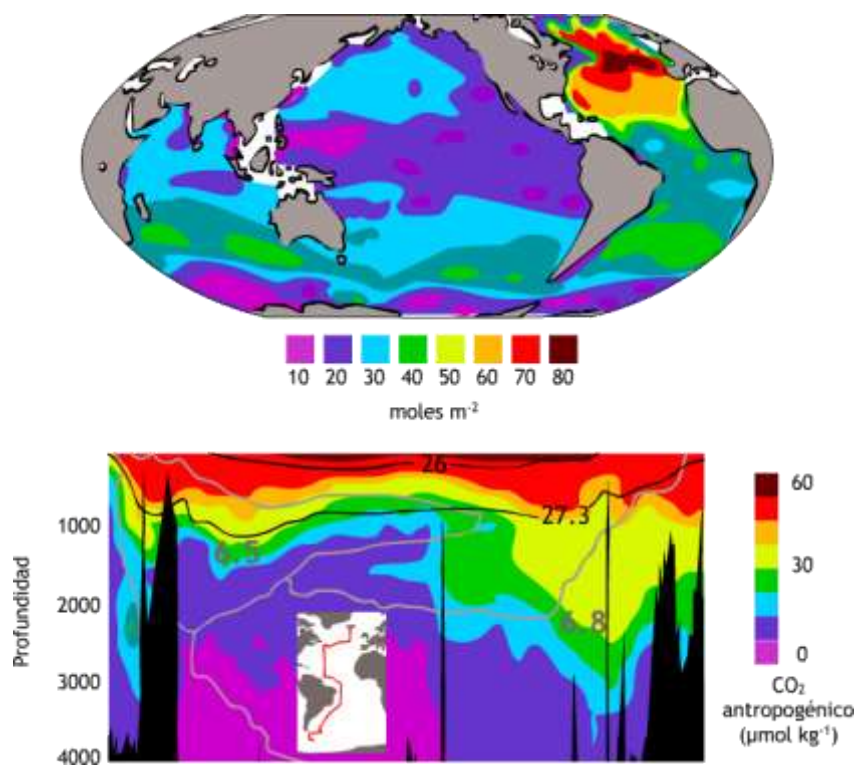 10 20 30 40 50 60 70 80
moles m⁻²
26
27.3
6.5
6.8
Profundidad
1000
2000
3000
4000
60
30
0
CO₂
antropogénico
(μmol kg⁻¹)